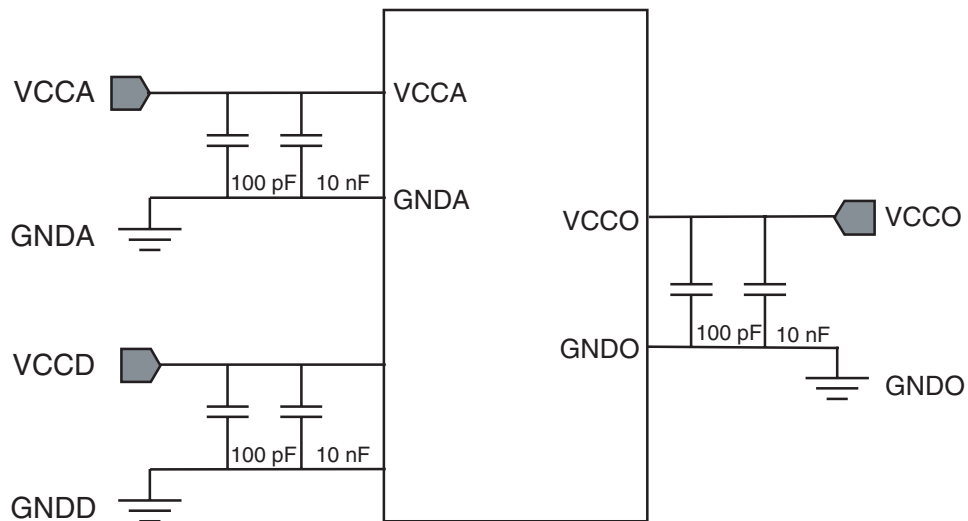 VCCA
VCCA
100 pF 10 nF
GNDA
GNDA
VCCO
VCCO
100 pF 10 nF
GNDO
GNDO
VCCD
100 pF 10 nF
GNDD